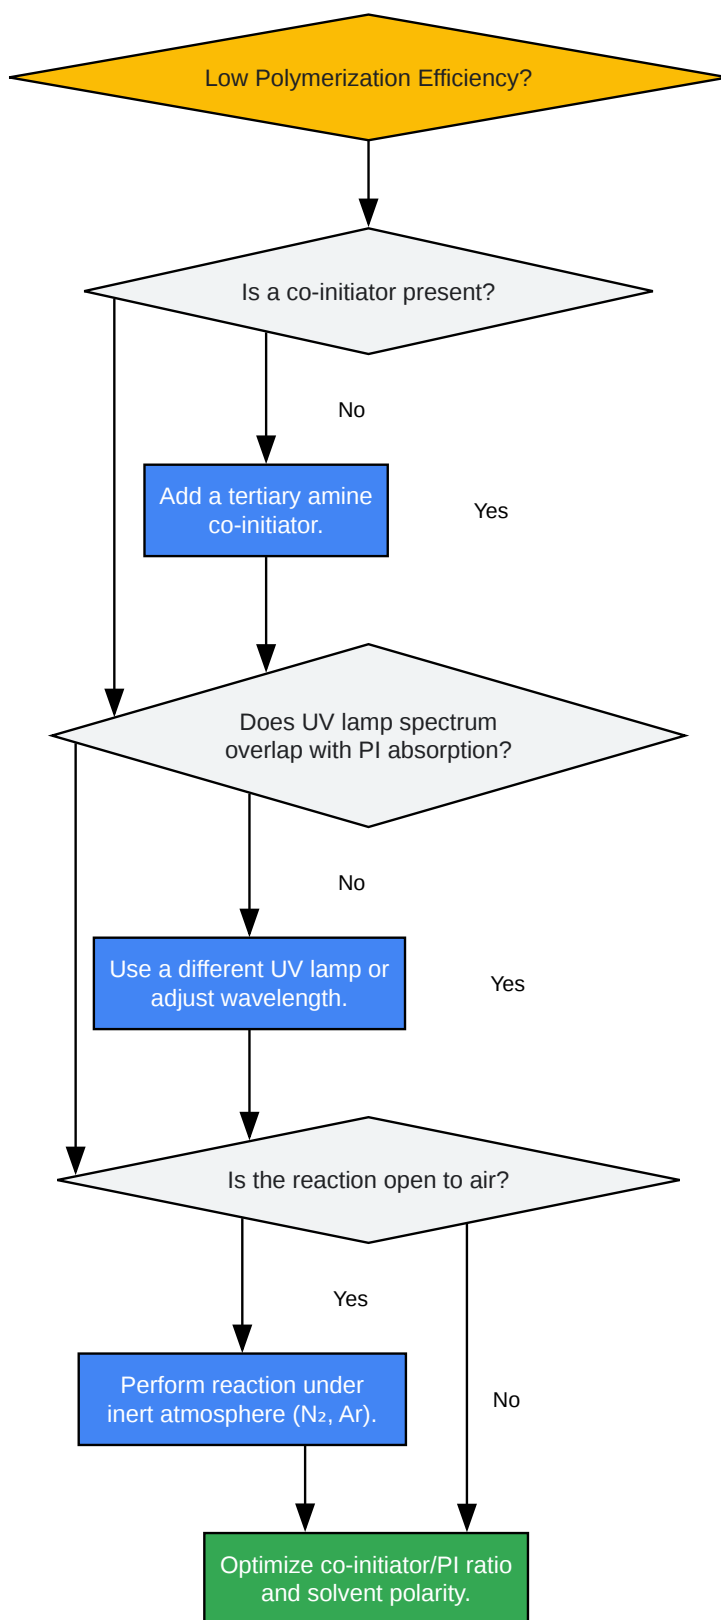 Low Polymerization Efficiency?
Is a co-initiator present?
No
Add a tertiary amine
co-initiator.
Yes
Does UV lamp spectrum
overlap with PI absorption?
No
Use a different UV lamp or
adjust wavelength.
Yes
Is the reaction open to air?
Yes
Perform reaction under
inert atmosphere (N₂, Ar).
No
Optimize co-initiator/PI ratio
and solvent polarity.